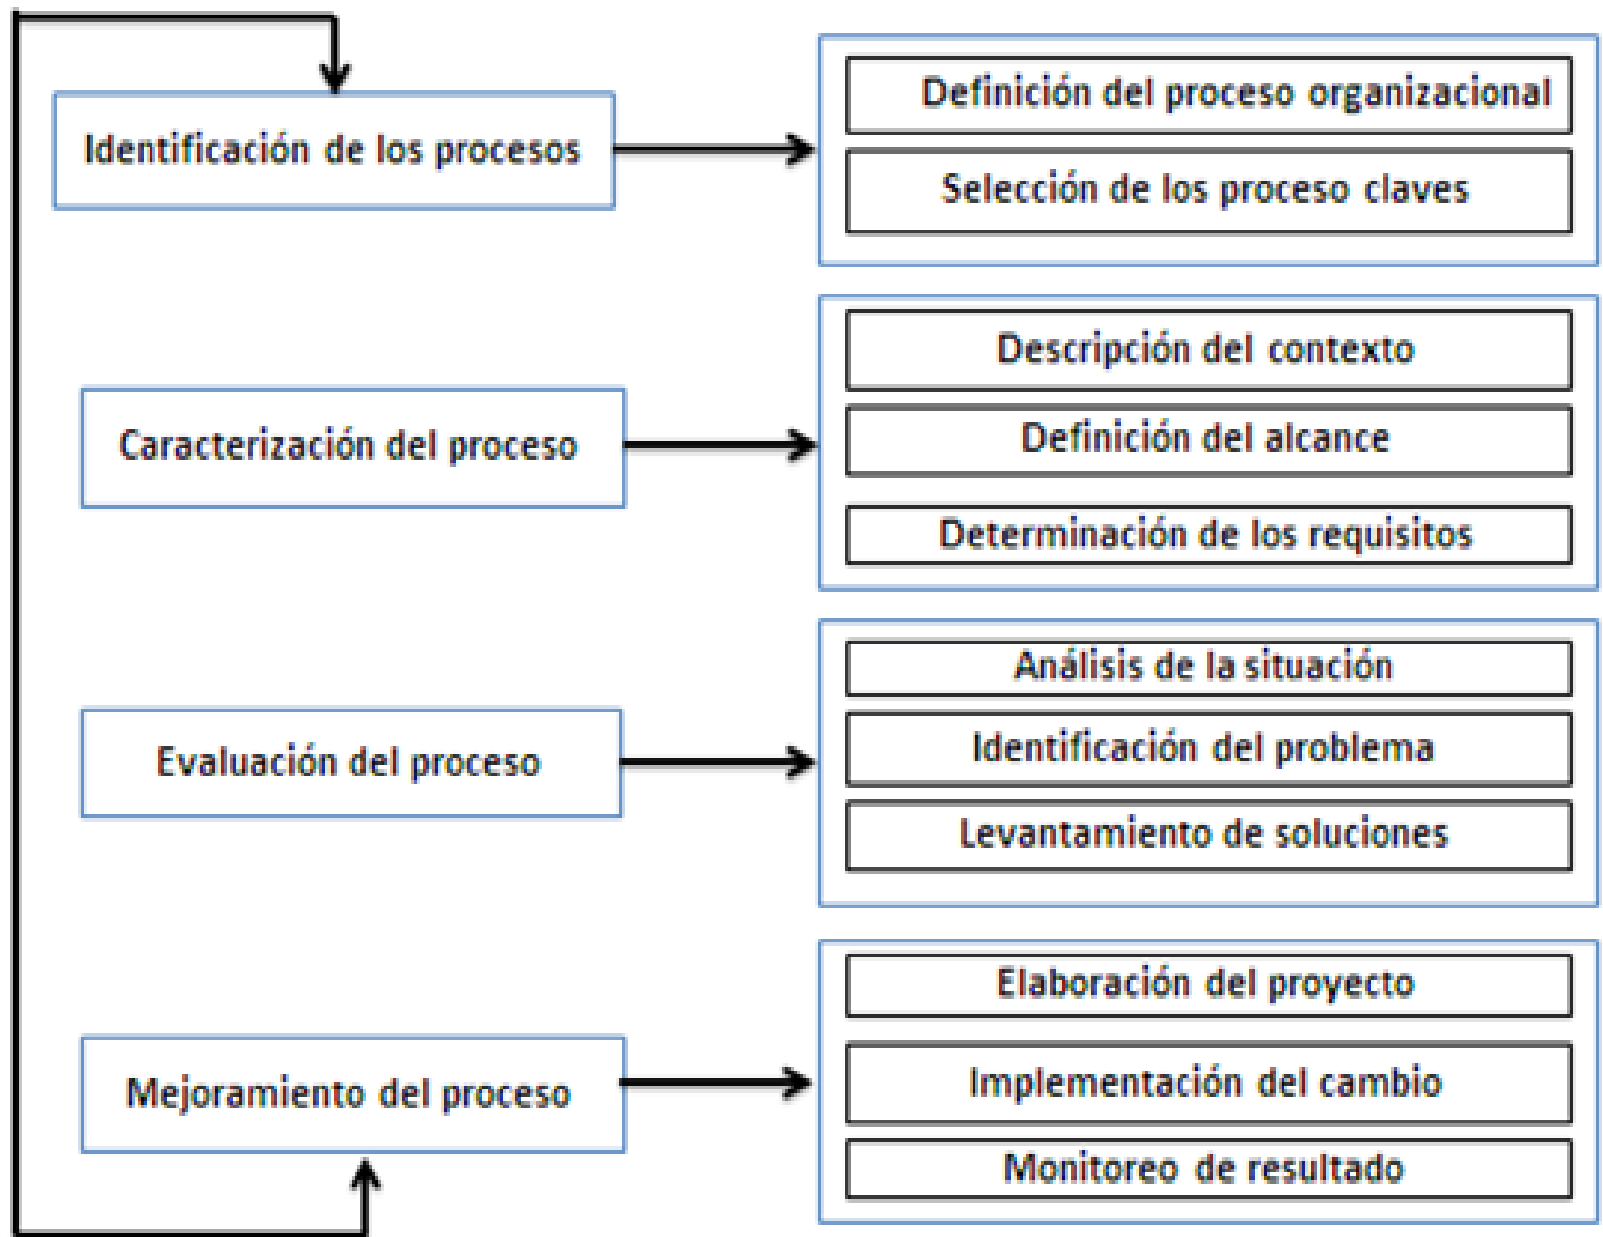 Identificación de los procesos
Definición del proceso organizacional
Selección de los proceso claves
Caracterización del proceso
Descripción del contexto
Definición del alcance
Determinación de los requisitos
Evaluación del proceso
Análisis de la situación
Identificación del problema
Levantamiento de soluciones
Mejoramiento del proceso
Elaboración del proyecto
Implementación del cambio
Monitoreo de resultado